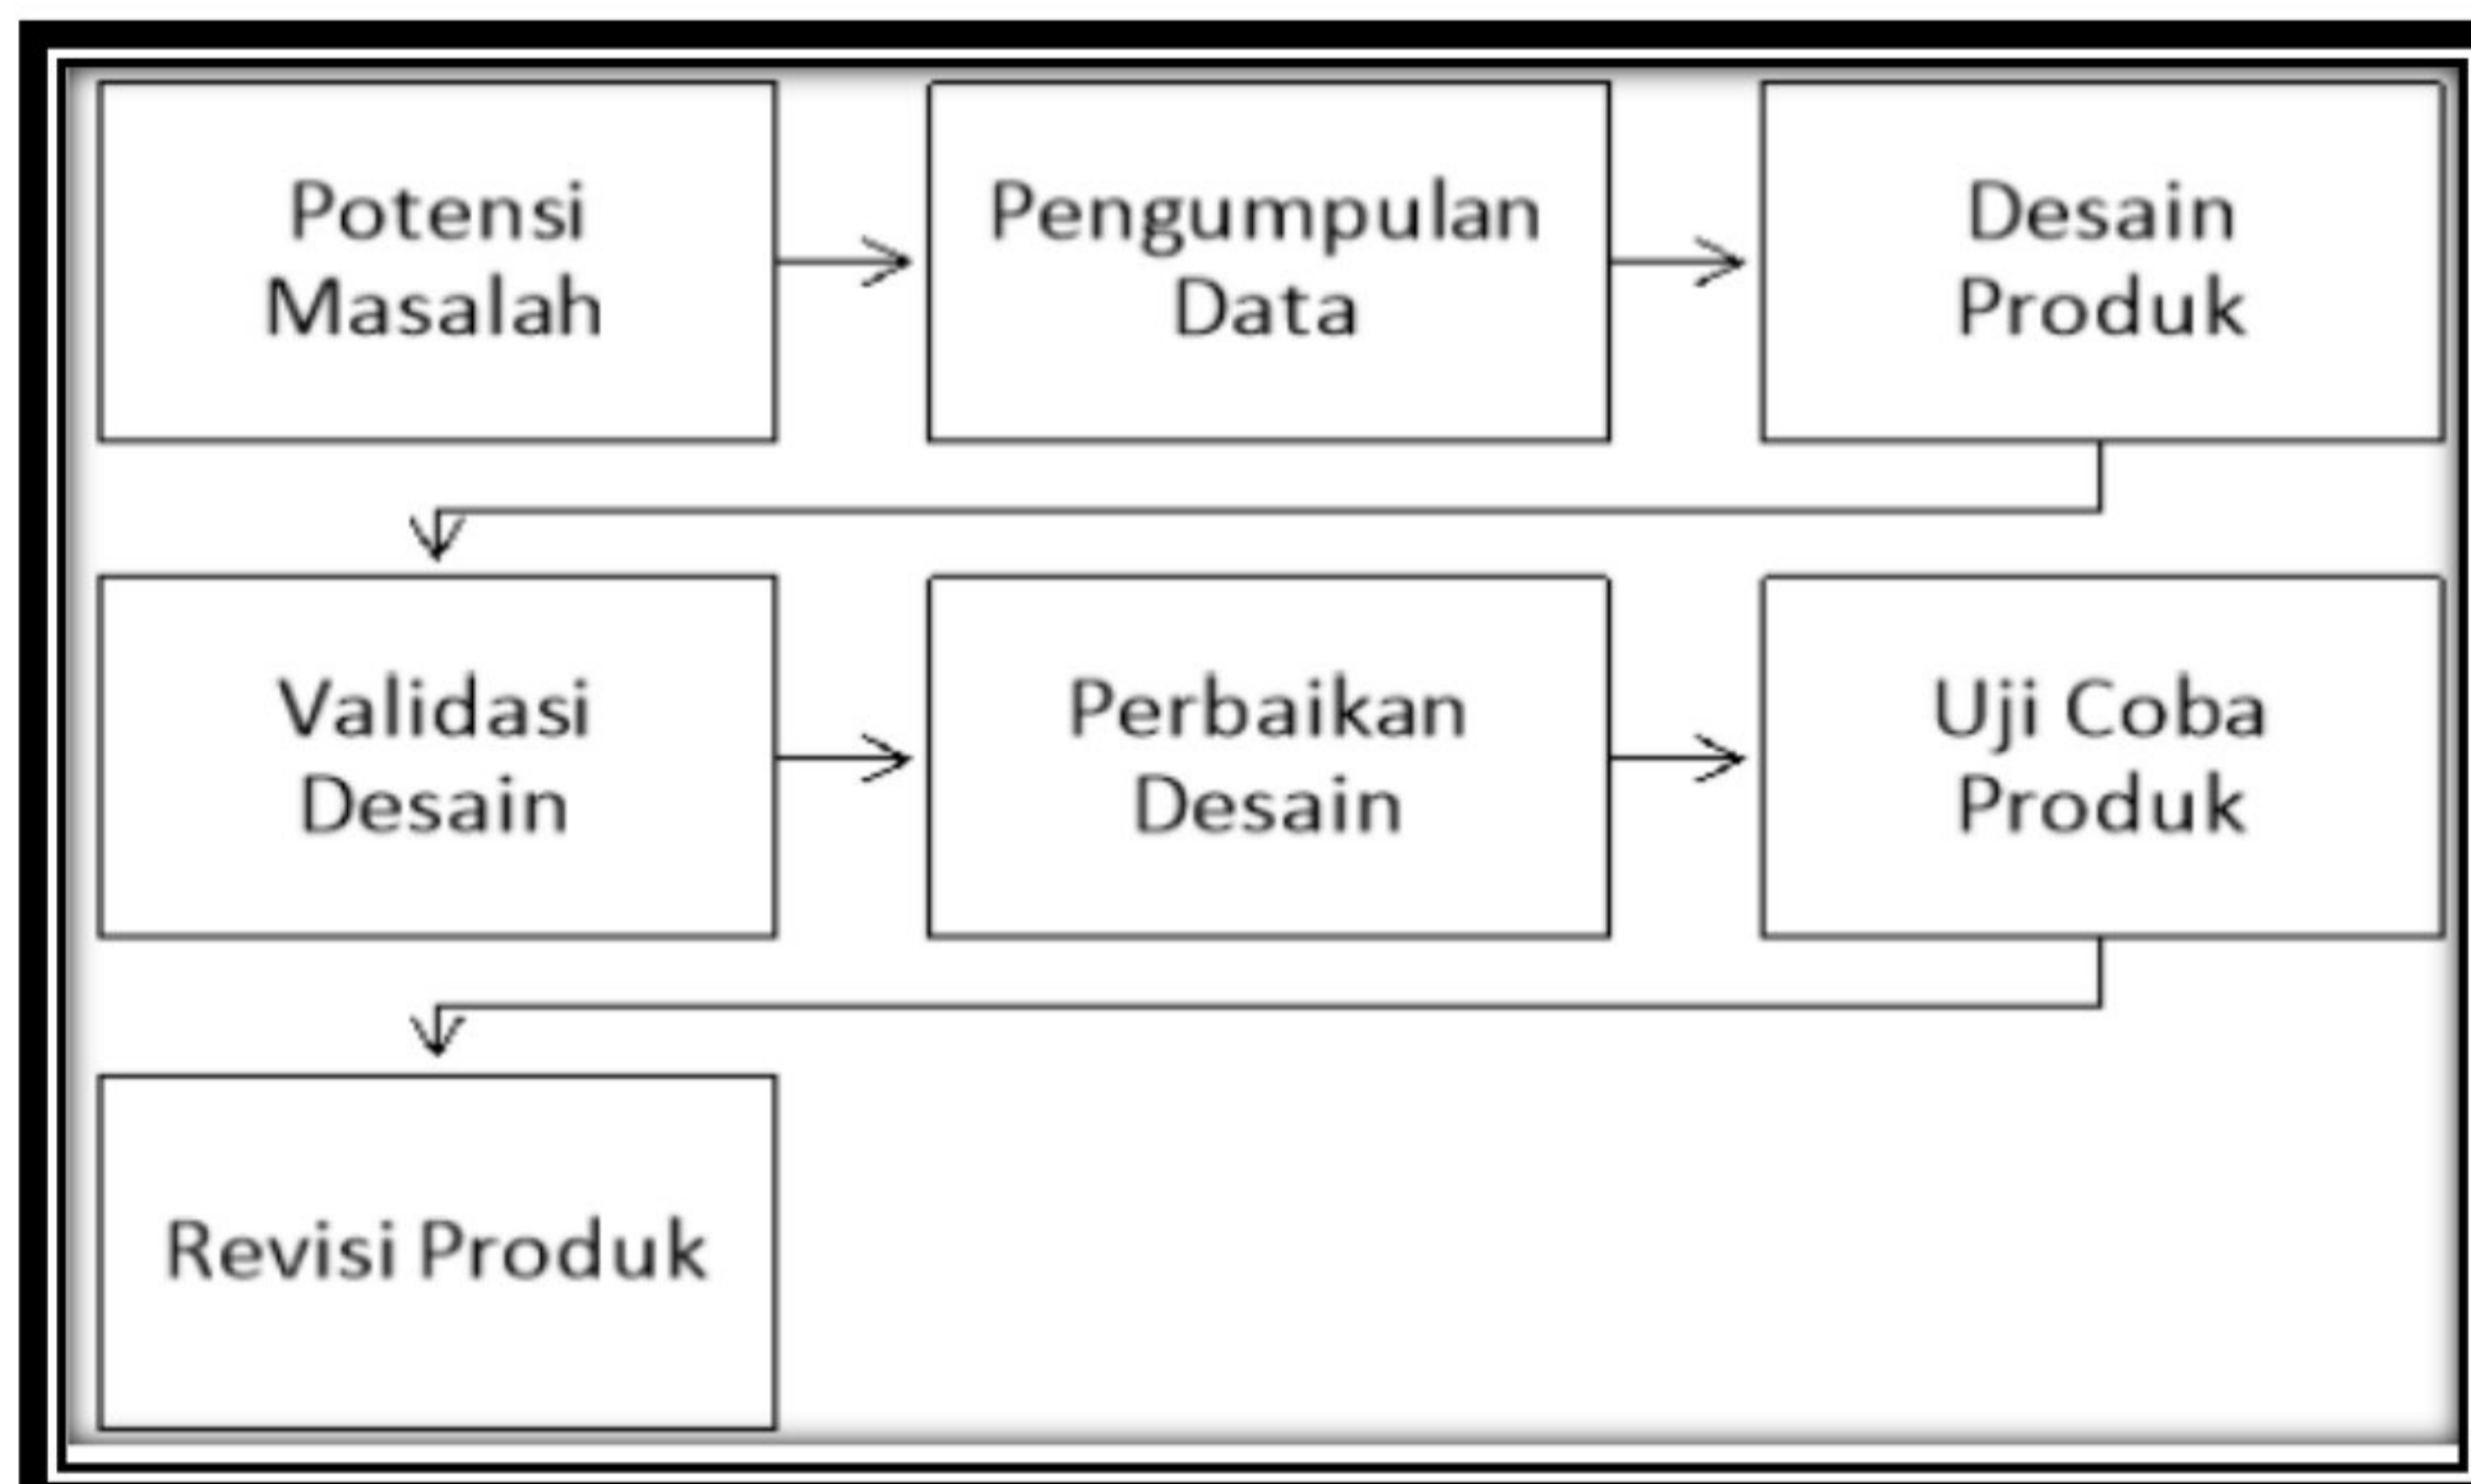 Potensi
Masalah
Pengumpulan
Data
Desain
Produk
Validasi
Desain
Perbaikan
Desain
Uji Coba
Produk
Revisi Produk